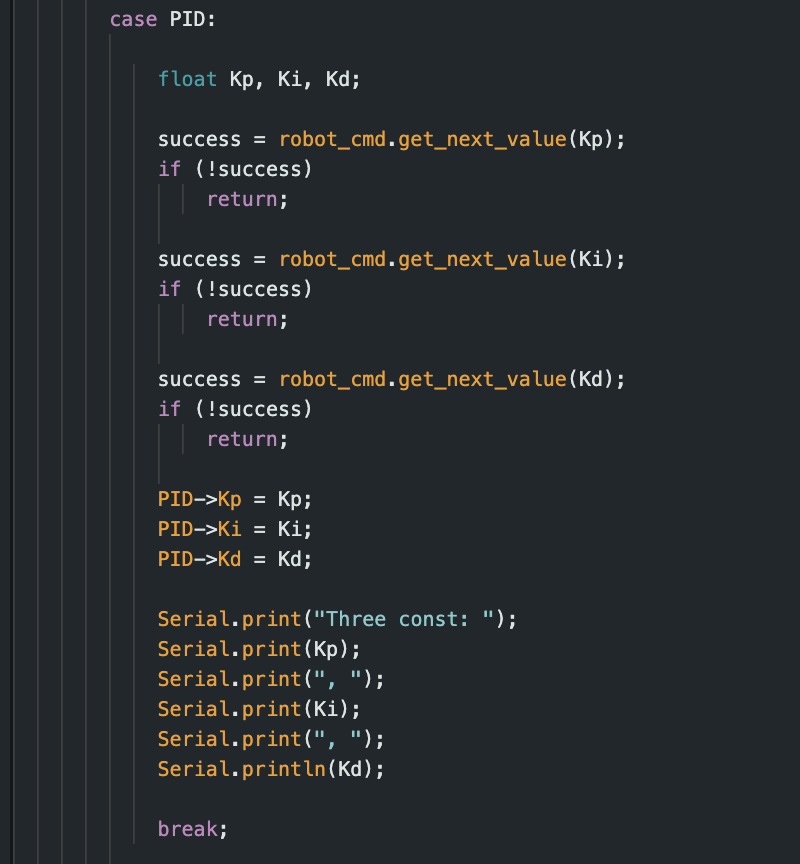 case PID:
float Kp, Ki, Kd;
success = robot_cmd.get_next_value(Kp);
if (!success)
return;
success = robot_cmd.get_next_value(Ki);
if (!success)
return;
success = robot_cmd.get_next_value(Kd);
if (!success)
return;
PID->Kp = Kp;
PID->Ki = Ki;
PID->Kd = Kd;
Serial.print("Three const: ");
Serial.print(Kp);
Serial.print(", ");
Serial.print(Ki);
Serial.print(", ");
Serial.println(Kd);
break;